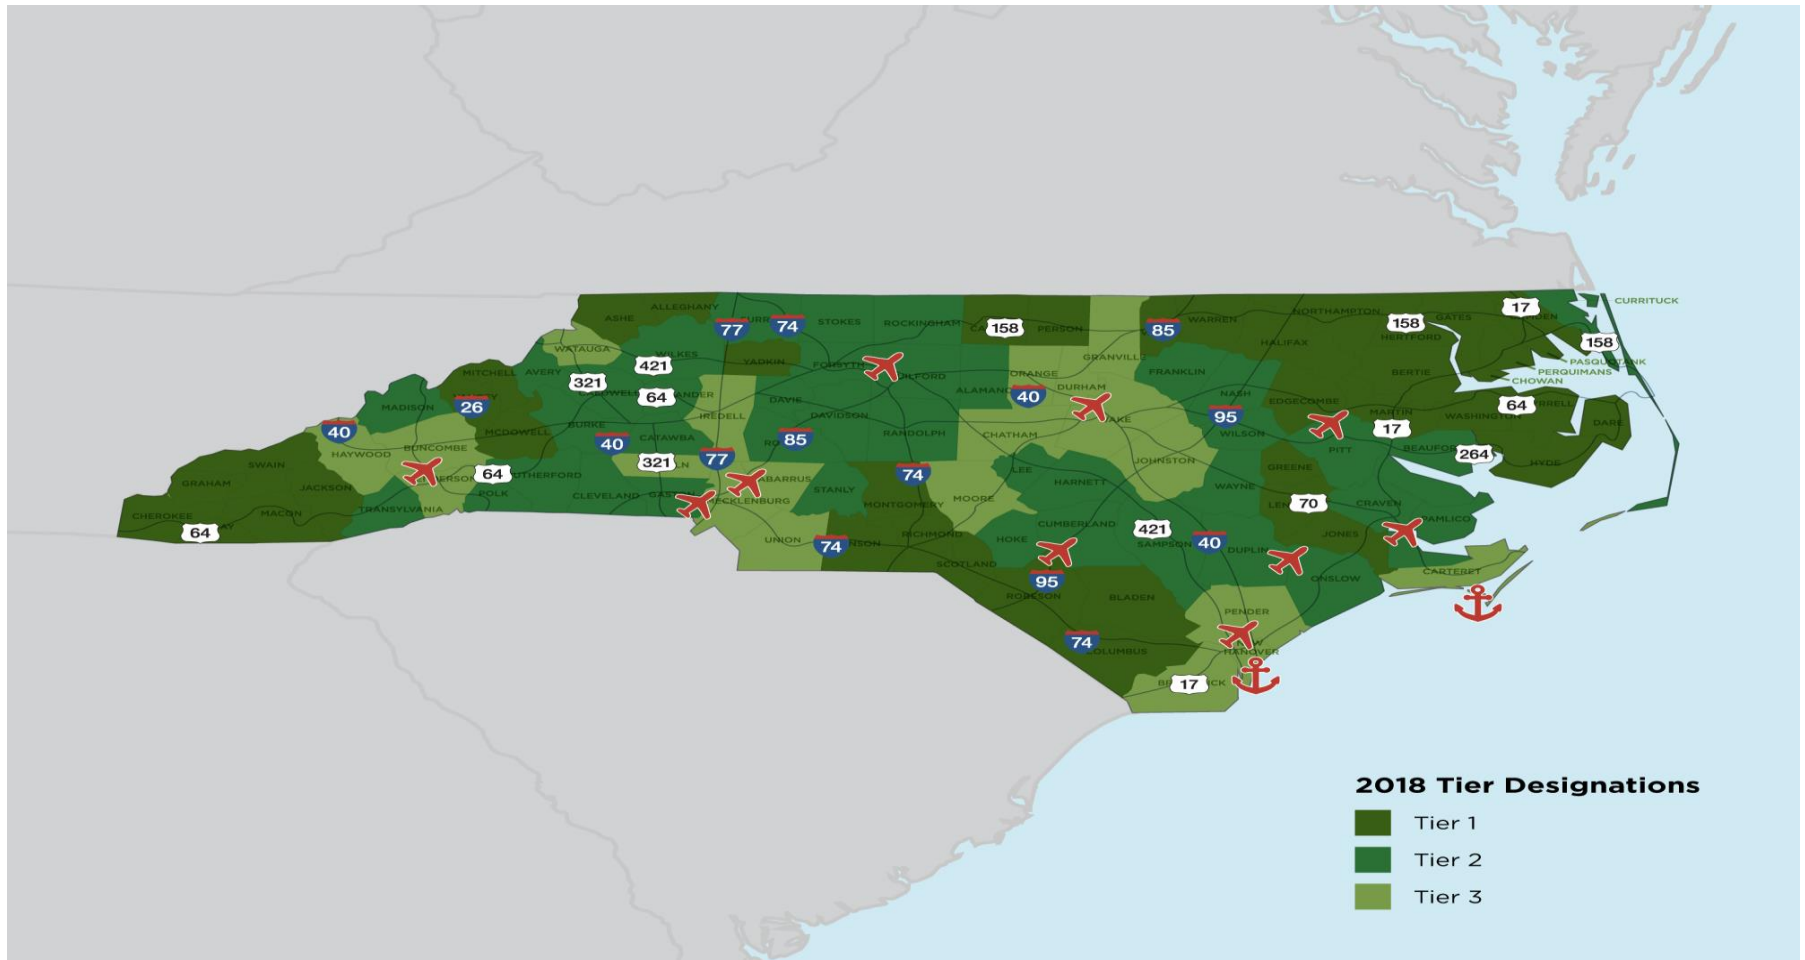 CURRITUCK
ALLEGHANY
17
NORTHAMPTON
ASHE
STOKES
ROCKINGHAM
77
74
158
PERSON
85
WARREN
158
GATES
HERTFORD
158
HALIFAX
WATAUGA
WILKES
421
YADKIN
FORSYTH
PASQUOTANK
PERQUIMANS
CHOWAN
MITCHELL
AVERY
321
64
ORANGE
DURHAM
FRANKLIN
BERTIE
ALAMANCE
40
NASH
EDGECOMBE
MADISON
26
IREDELL
DAVIE
DAVIDSON
95
MARTIN
WASHINGTON
64
DARE
40
MCDOWELL
BURKE
40
CATAWBA
85
RANDOLPH
CHATHAM
WILSON
17
PITT
HAYWOOD
BUNCOMBE
321
77
JOHNSTON
264
HYDE
SWAIN
64
74
LEE
GREENE
GRAHAM
JACKSON
POLK
CLEVELAND
STANLY
HARNETT
WAYNE
MACON
TRANSYLVANIA
MONTGOMERY
MOORE
70
CRAVEN
PAMLICO
CHEROKEE
64
UNION
74
RICHMOND
HOKE
CUMBERLAND
421
SAMPSON
40
DUPLIN
JONES
SCOTLAND
95
ONSLOW
CARTERET
ROBESON
BLADEN
PENDER
74
COLUMBUS
HANOVER
17
2018 Tier Designations
Tier 1
Tier 2
Tier 3